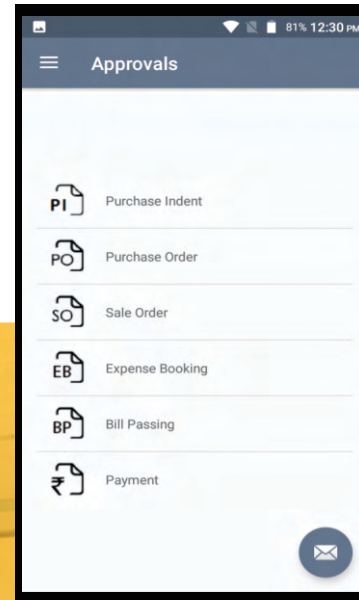 81% 12:30 PM
Approvals
PI Purchase Indent
PO Purchase Order
SO Sale Order
EB Expense Booking
BP Bill Passing
₹ Payment